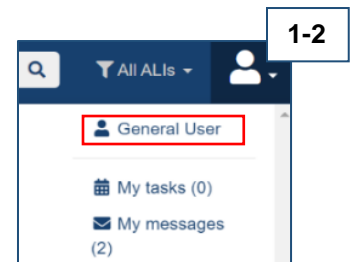 1-2
All ALIs
General User
My tasks (0)
My messages
(2)